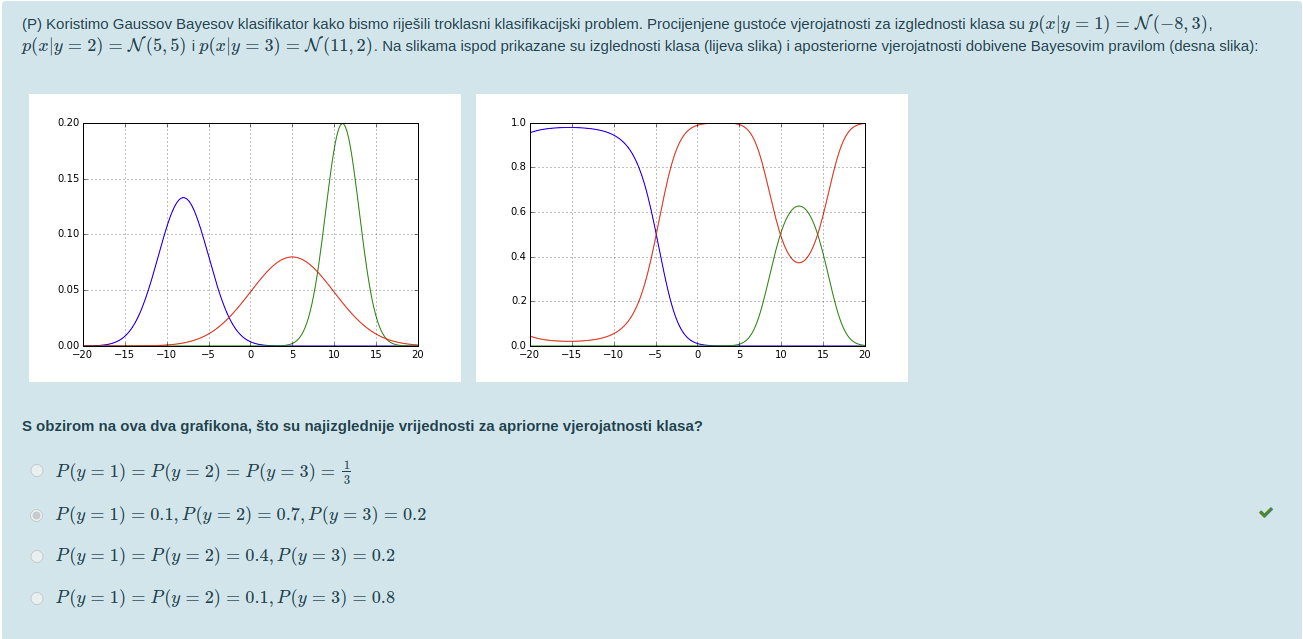 (P) Koristimo Gaussov Bayesov klasifikator kako bismo riješili troklasni klasifikacijski problem. Procijenjene gustoće vjerojatnosti za izglednosti klasa su p(x|y = 1) = 𝒩(−8, 3),
p(x|y = 2) = 𝒩(5, 5) i p(x|y = 3) = 𝒩(11, 2). Na slikama ispod prikazane su izglednosti klasa (lijeva slika) i aposteriorne vjerojatnosti dobivene Bayesovim pravilom (desna slika):
0.20
0.15
0.10
0.05
0.00
−20 −15 −10 −5 0 5 10 15 20
1.0
0.8
0.6
0.4
0.2
0.0
−20 −15 −10 −5 0 5 10 15 20
S obzirom na ova dva grafikona, što su najizglednije vrijednosti za apriorne vjerojatnosti klasa?
P(y = 1) = P(y = 2) = P(y = 3) = 1/3
P(y = 1) = 0.1, P(y = 2) = 0.7, P(y = 3) = 0.2
P(y = 1) = P(y = 2) = 0.4, P(y = 3) = 0.2
P(y = 1) = P(y = 2) = 0.1, P(y = 3) = 0.8